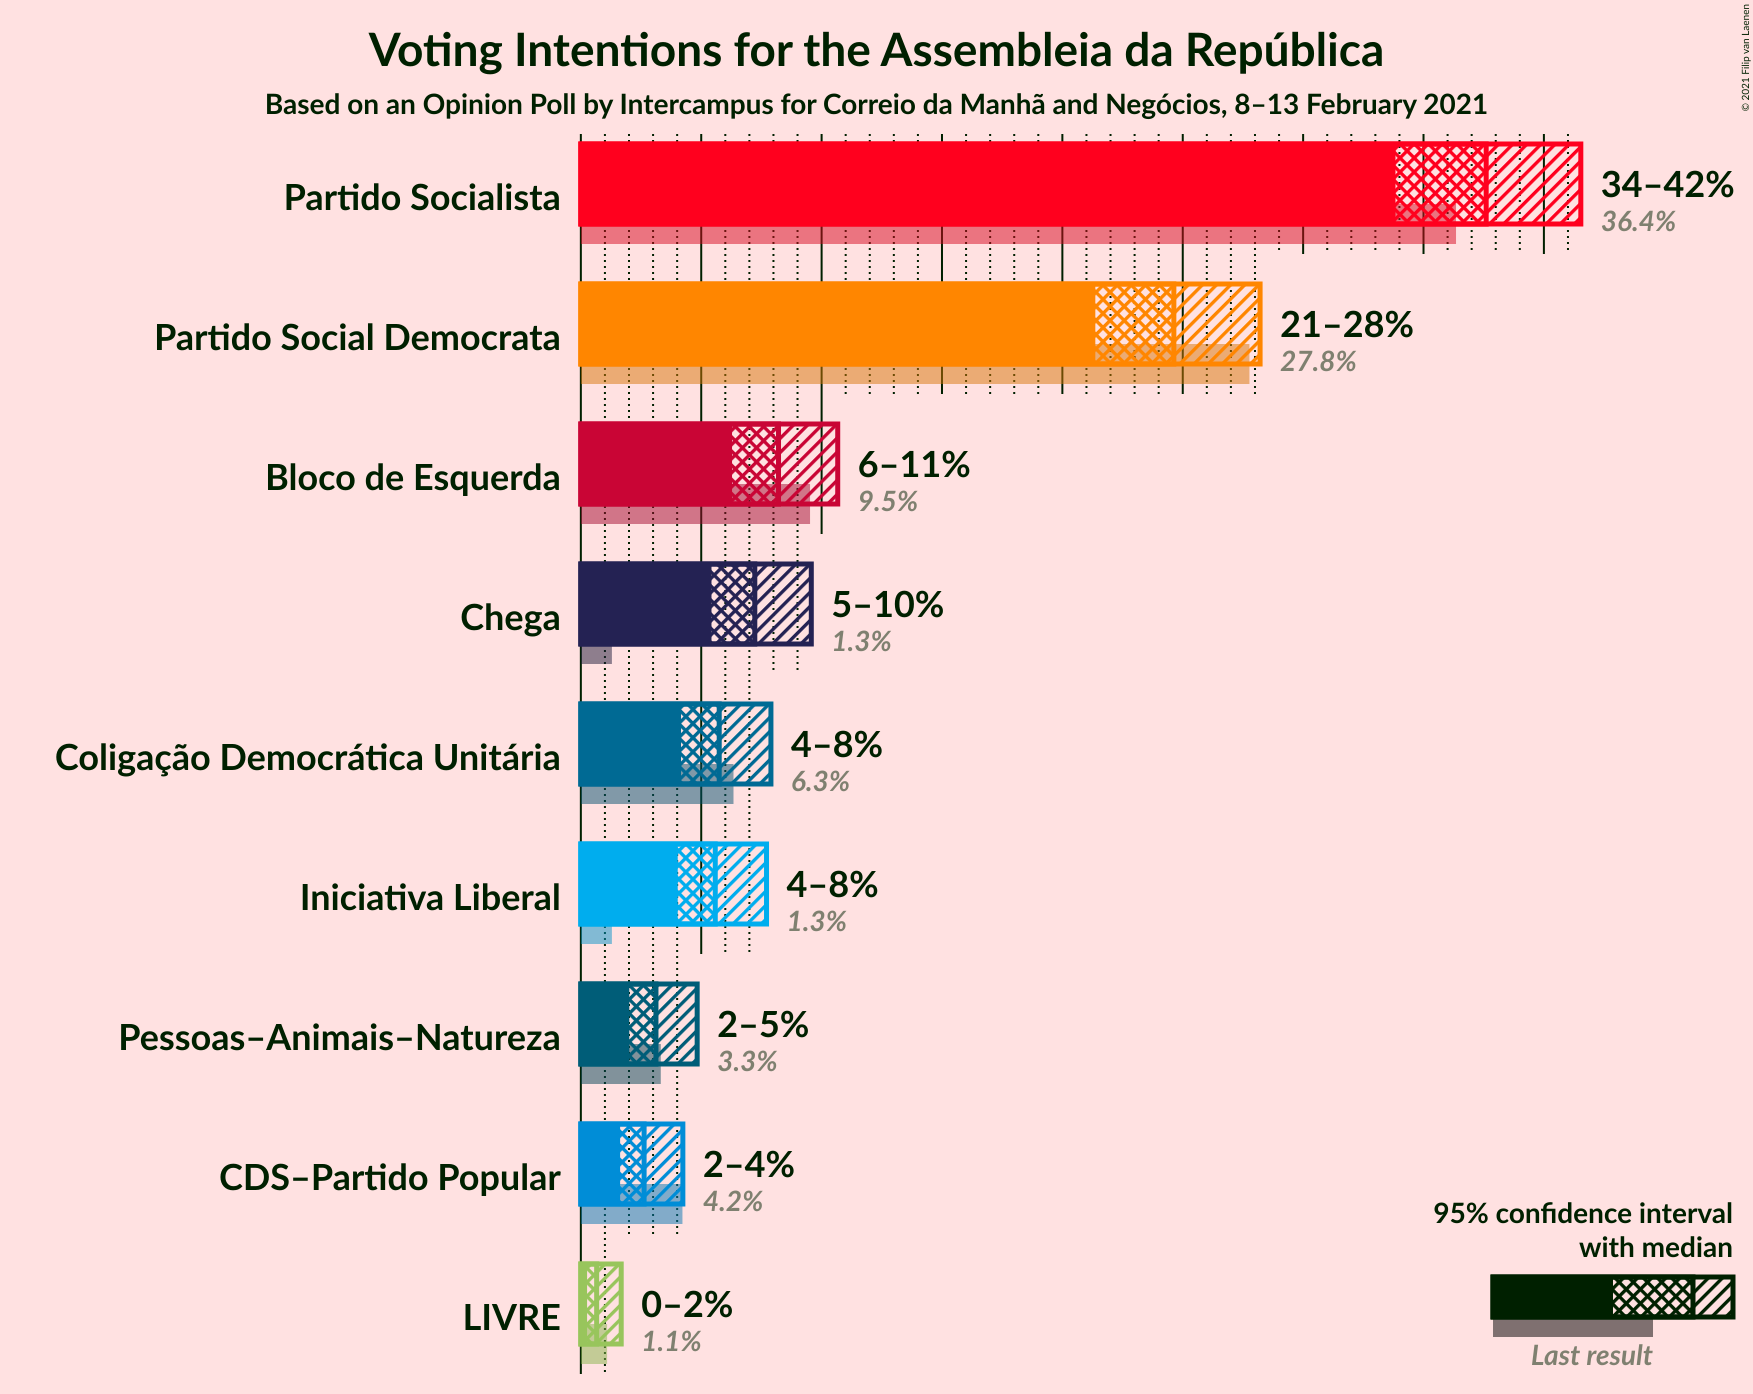 Voting Intentions for the Assembleia da República
Based on an Opinion Poll by Intercampus for Correio da Manhã and Negócios, 8–13 February 2021
© 2021 Filip van Laenen
Partido Socialista
34–42%
36.4%
Partido Social Democrata
21–28%
27.8%
Bloco de Esquerda
6–11%
9.5%
Chega
5–10%
1.3%
Coligação Democrática Unitária
4–8%
6.3%
Iniciativa Liberal
4–8%
1.3%
Pessoas–Animais–Natureza
2–5%
3.3%
CDS–Partido Popular
2–4%
4.2%
LIVRE
0–2%
1.1%
95% confidence interval
with median
Last result